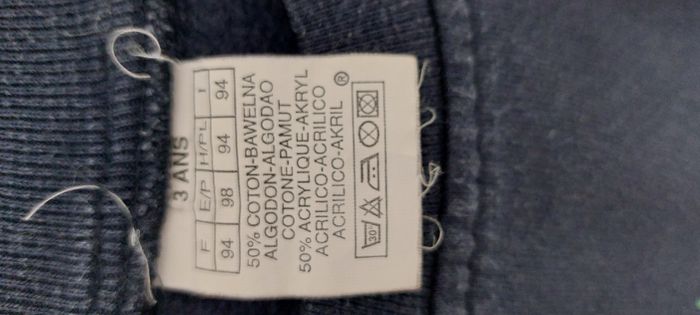 3 ANS
F E/P H/PL I
94 98 94 94
50% COTON-BAWELNA
ALGODON-ALGODAO
COTONE-PAMUT
50% ACRYLIQUE-AKRYL
ACRILICO-ACRILICO
ACRILICO-AKRIL ®
30°